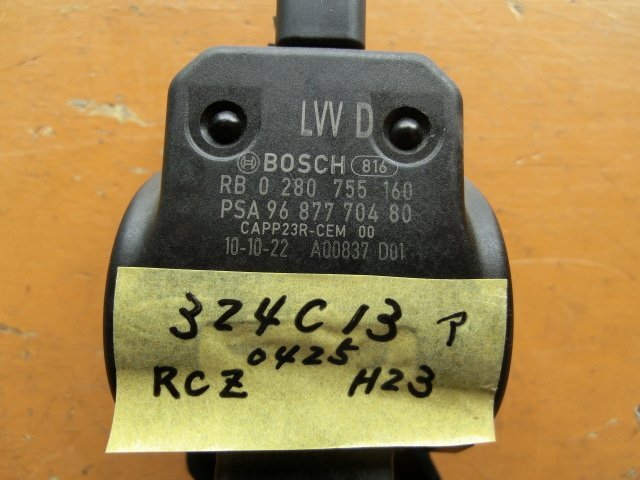 LW D
BOSCH 816
RB 0 280 755 160
PSA 96 877 704 80
CAPP23R-CEM 00
10-10-22 A00837 D01
324C13 ア
0425
RCZ H23